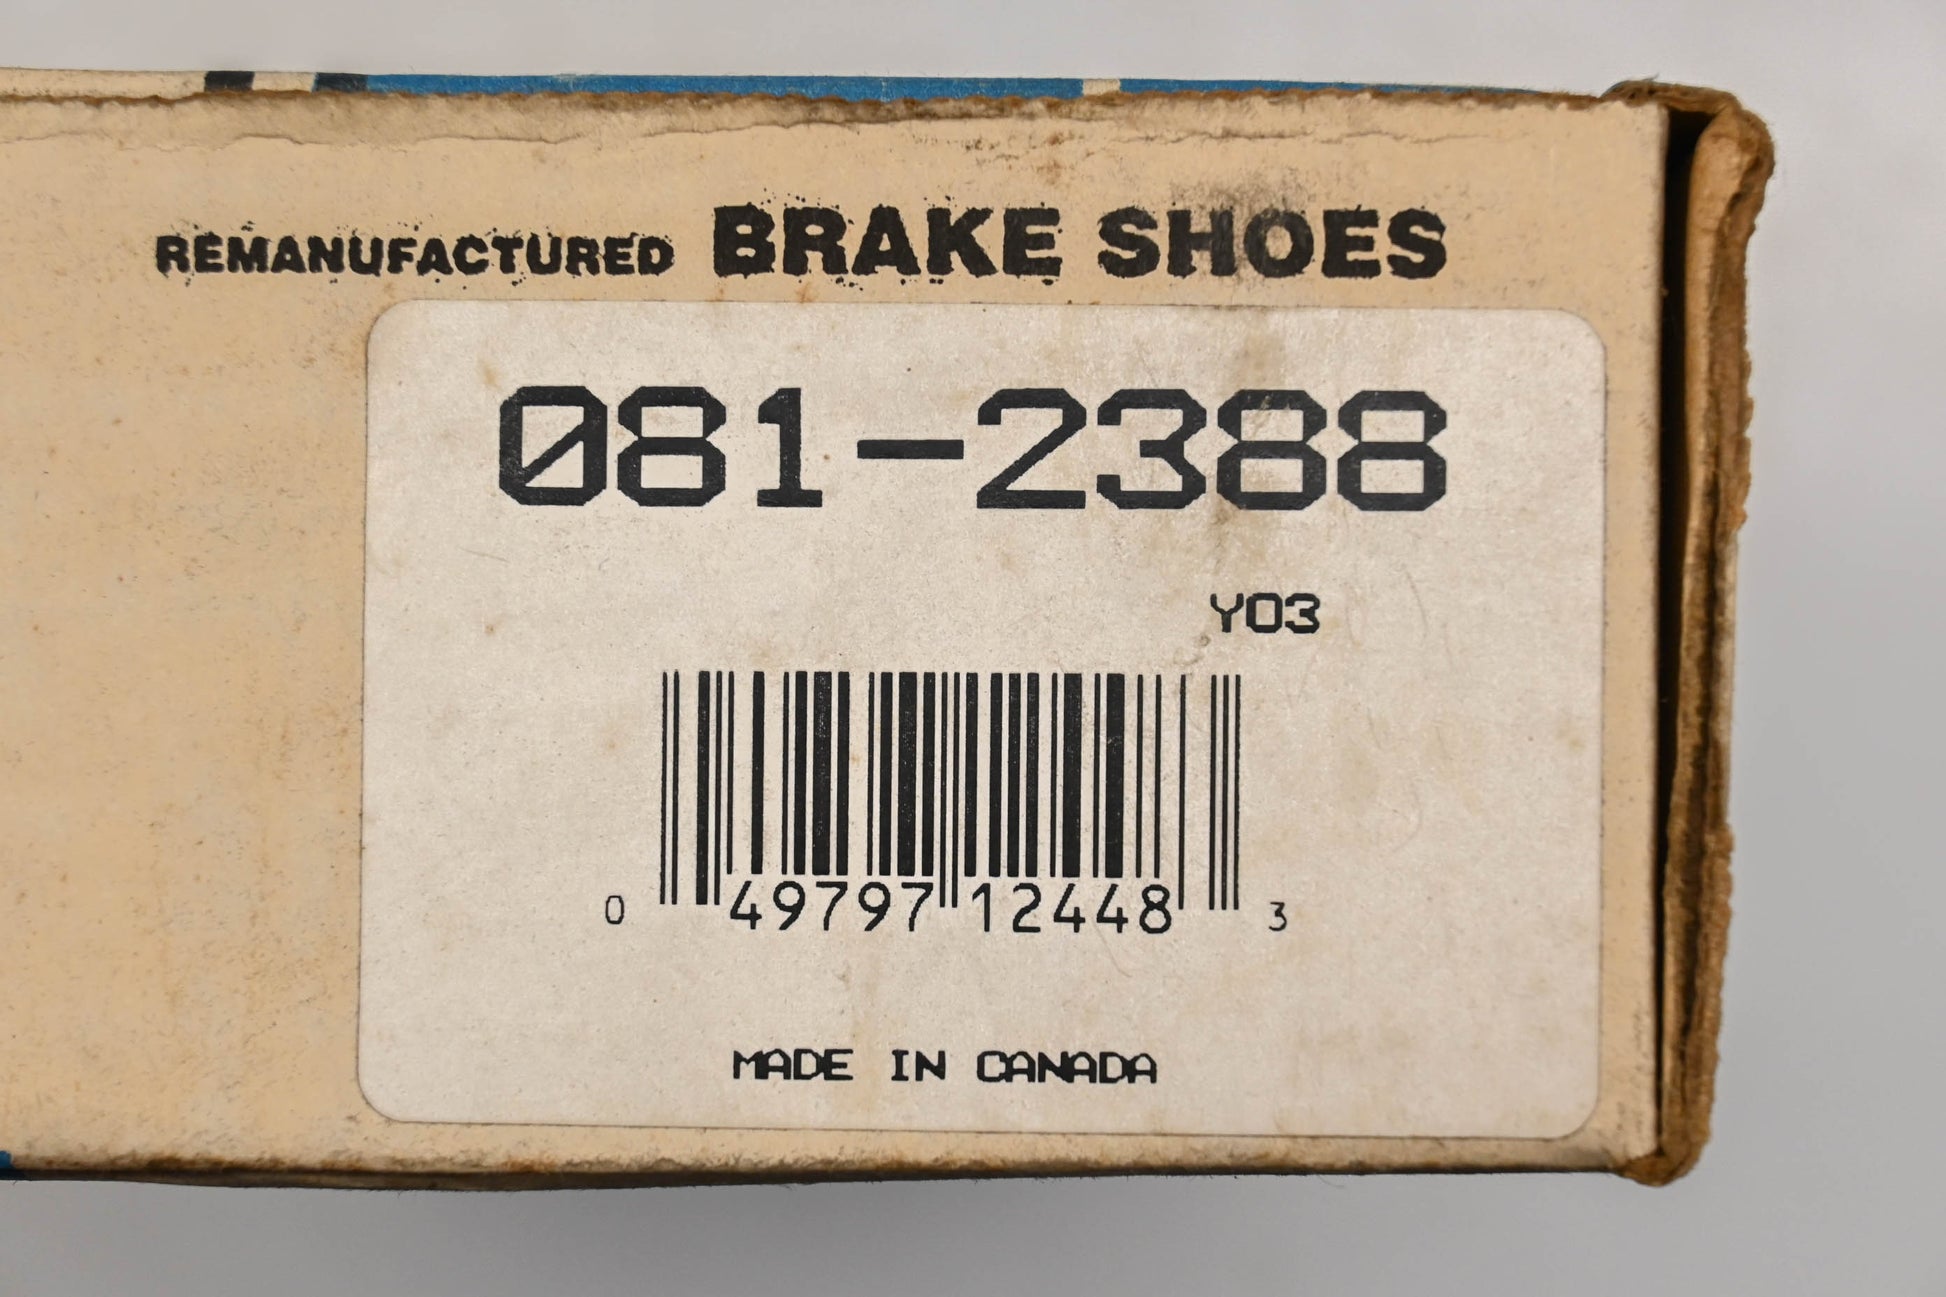 REMANUFACTURED BRAKE SHOES
081-2388
Y03
0 49797 12448 3
MADE IN CANADA